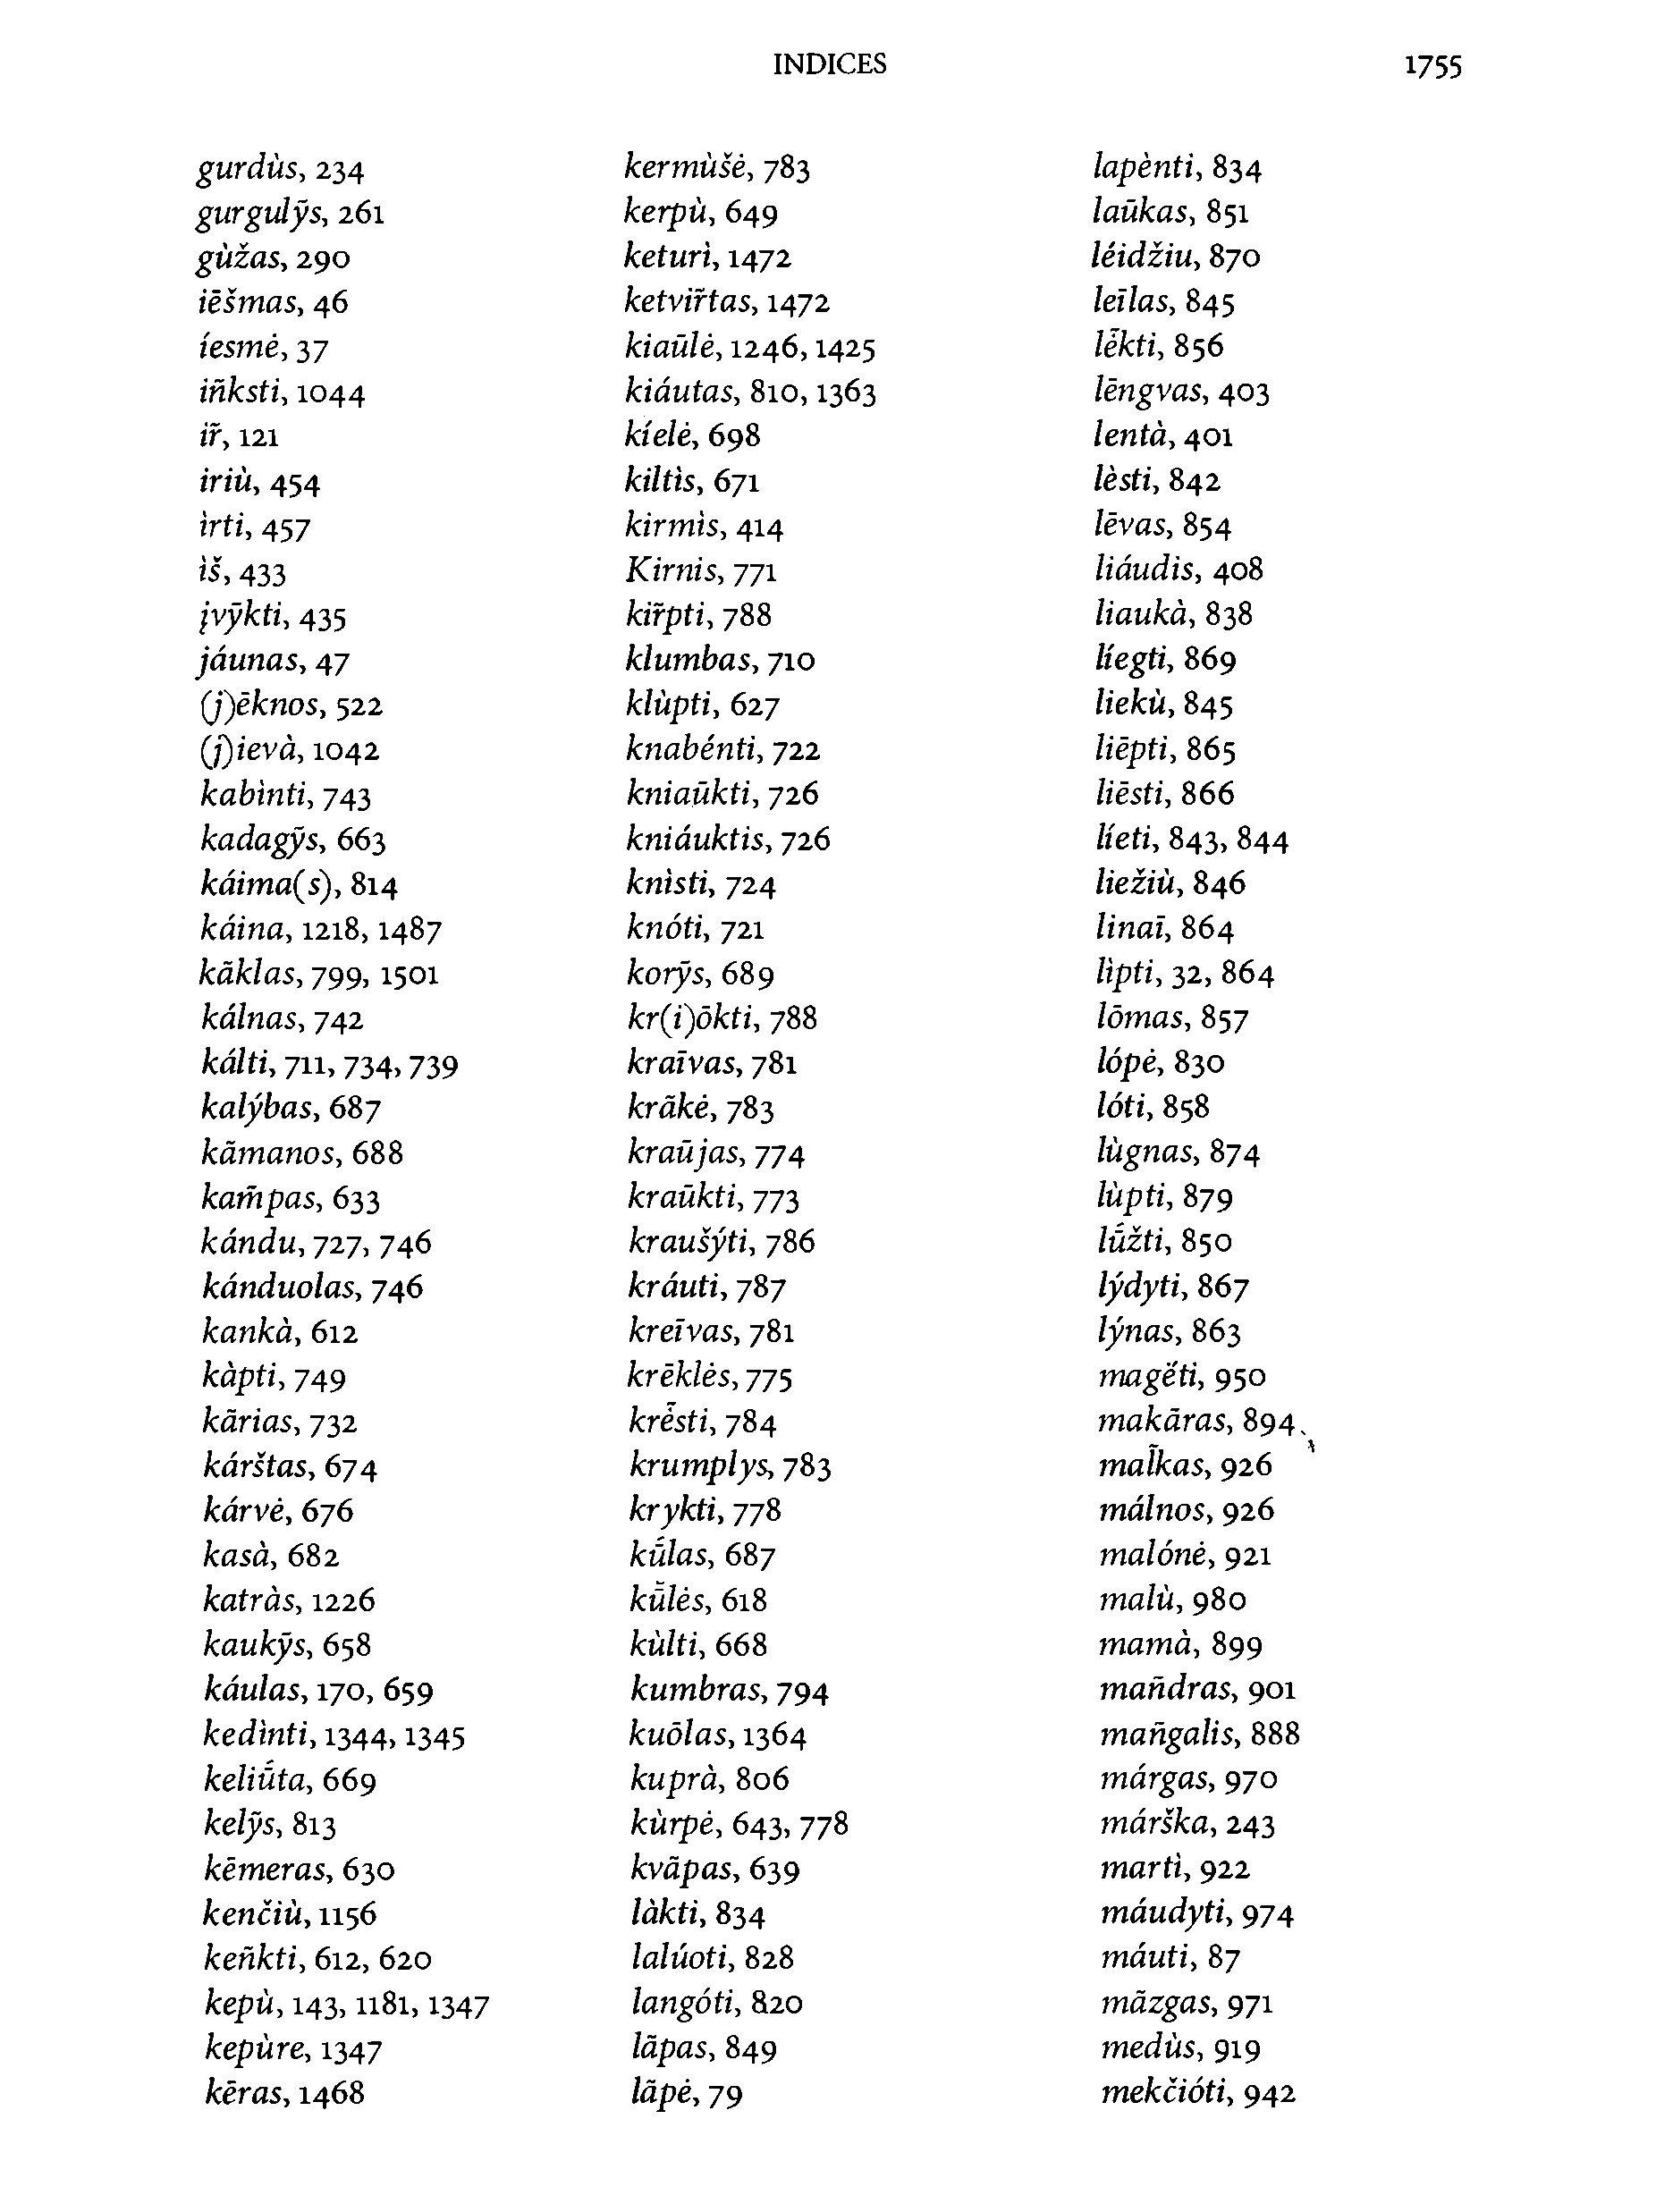 INDICES 1755
gurdùs, 234
gurgulỹs, 261
gùžas, 290
iẽšmas, 46
íesmė, 37
iñksti, 1044
ir̃, 121
iriù, 454
ìrti, 457
ìš, 433
įvỹkti, 435
jáunas, 47
(j)ẽknos, 522
(j)ievà, 1042
kabìnti, 743
kadagỹs, 663
káima(s), 814
káina, 1218, 1487
kãklas, 799, 1501
kálnas, 742
kálti, 711, 734, 739
kalýbas, 687
kãmanos, 688
kam̃pas, 633
kándu, 727, 746
kánduolas, 746
kankà, 612
kàpti, 749
kãrias, 732
kárštas, 674
kárvė, 676
kasà, 682
katràs, 1226
kaukỹs, 658
káulas, 170, 659
kedìnti, 1344, 1345
keliū́ta, 669
kelỹs, 813
kẽmeras, 630
kenčiù, 1156
keñkti, 612, 620
kepù, 143, 1181, 1347
kepùre, 1347
kẽras, 1468
kermùšė, 783
kerpù, 649
keturì, 1472
ketvir̃tas, 1472
kiaũlė, 1246, 1425
kiáutas, 810, 1363
kíelė, 698
kiltìs, 671
kirmìs, 414
Kirnis, 771
kir̃pti, 788
klumbas, 710
klùpti, 627
knabénti, 722
kniaũkti, 726
kniáuktis, 726
knìsti, 724
knóti, 721
korỹs, 689
kr(i)õkti, 788
kraĩvas, 781
krãkė, 783
kraũjas, 774
kraũkti, 773
kraušýti, 786
kráuti, 787
kreĩvas, 781
krẽklės, 775
krė̃sti, 784
krumplys, 783
krykti, 778
kū́las, 687
kū̃lės, 618
kùlti, 668
kumbras, 794
kuõlas, 1364
kuprà, 806
kùrpė, 643, 778
kvãpas, 639
làkti, 834
lalúoti, 828
langóti, 820
lãpas, 849
lãpė, 79
lapènti, 834
laũkas, 851
léidžiu, 870
leĩlas, 845
lė̃kti, 856
lẽngvas, 403
lentà, 401
lèsti, 842
lẽvas, 854
liáudis, 408
liaukà, 838
líegti, 869
liekù, 845
liẽpti, 865
liẽsti, 866
líeti, 843, 844
liežiù, 846
linaĩ, 864
lìpti, 32, 864
lõmas, 857
lópė, 830
lóti, 858
lùgnas, 874
lùpti, 879
lū́žti, 850
lýdyti, 867
lýnas, 863
magė́ti, 950
makãras, 894
mal̃kas, 926
málnos, 926
malónė, 921
malù, 980
mamà, 899
mañdras, 901
mañgalis, 888
márgas, 970
márška, 243
martì, 922
máudyti, 974
máuti, 87
mãzgas, 971
medùs, 919
mekčióti, 942